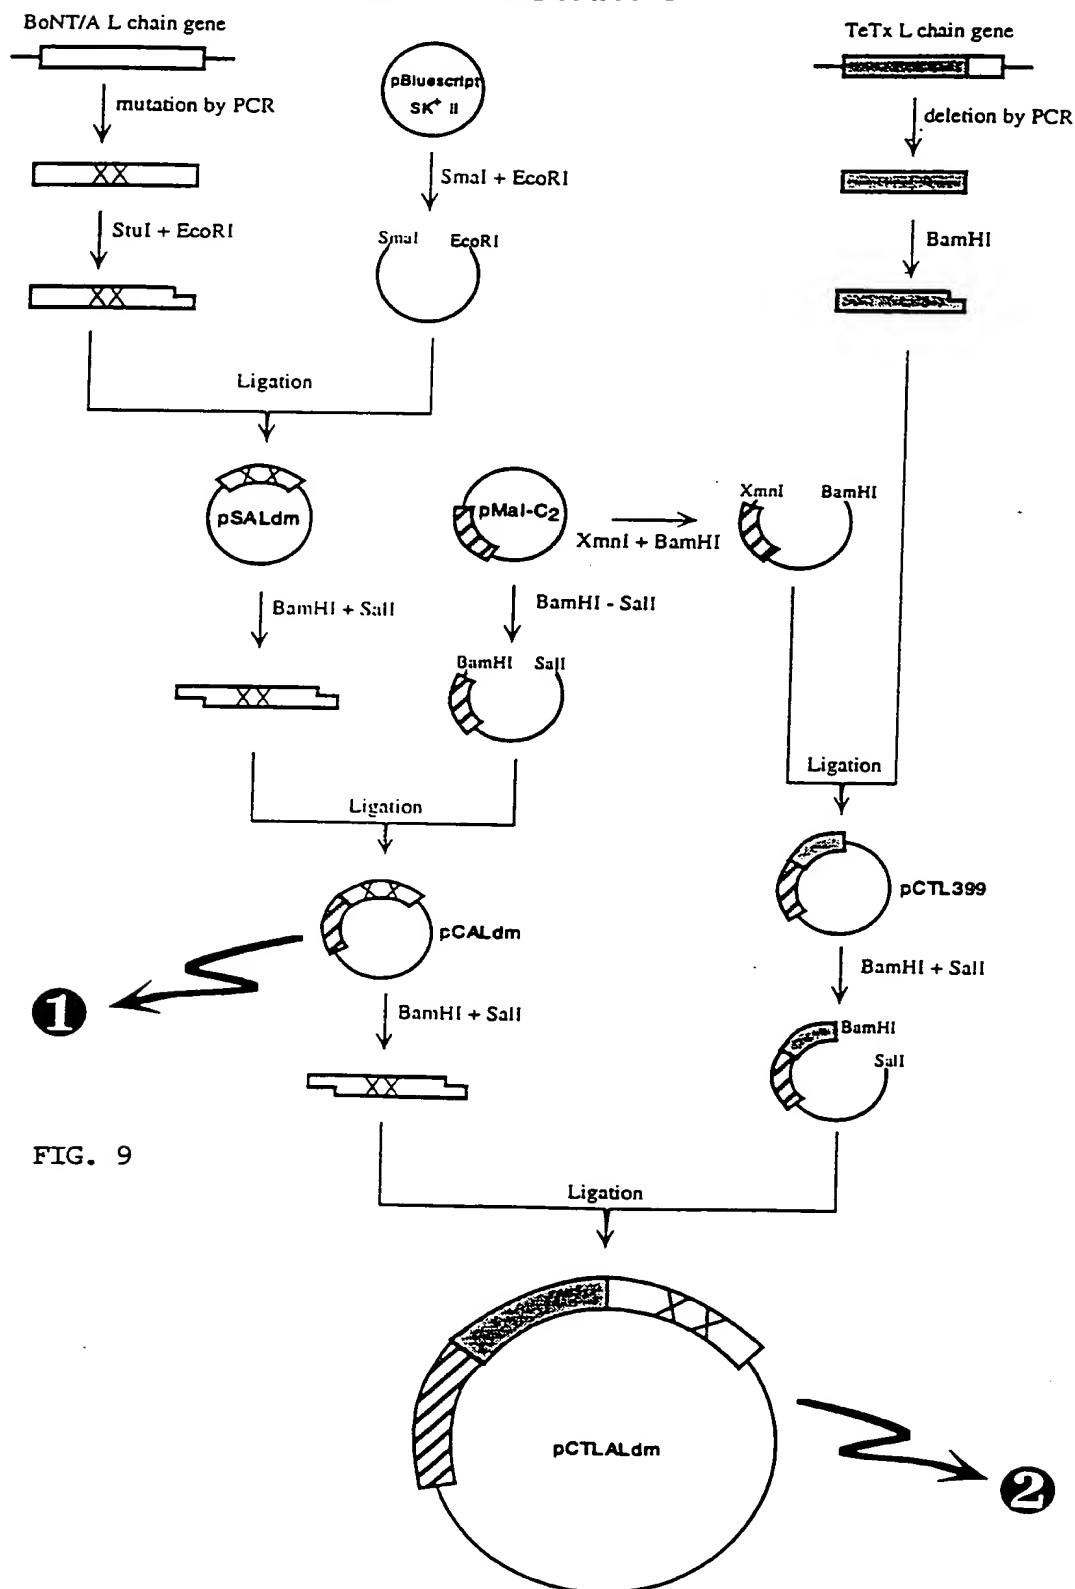 BoNT/A L chain gene
TeTx L chain gene
pBluescript
SK+ II
mutation by PCR
deletion by PCR
SmaI + EcoRI
StuI + EcoRI
SmaI
EcoRI
BamHI
Ligation
pSALdm
pMal-C2
XmnI + BamHI
XmnI
BamHI
BamHI + SalI
BamHI - SalI
BamHI
SalI
Ligation
Ligation
pCALdm
pCTL399
BamHI + SalI
BamHI + SalI
1
BamHI
SalI
FIG. 9
Ligation
pCTLALdm
2